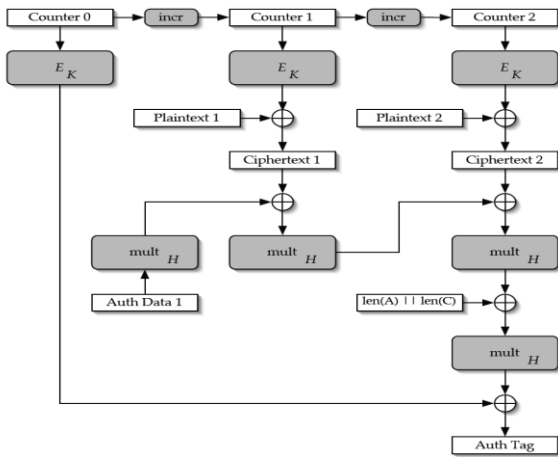 Counter 0
incr
Counter 1
incr
Counter 2
E K
E K
E K
Plaintext 1
Plaintext 2
Ciphertext 1
Ciphertext 2
mult H
mult H
mult H
Auth Data 1
len(A) || len(C)
mult H
Auth Tag